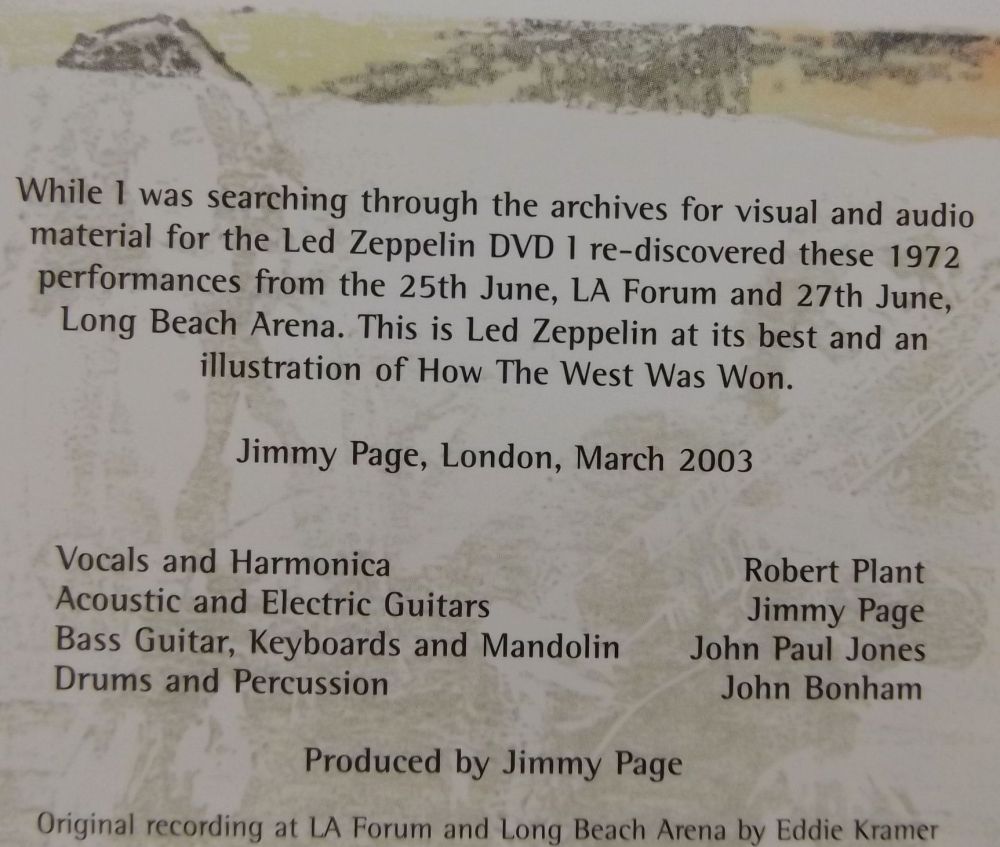 While I was searching through the archives for visual and audio
material for the Led Zeppelin DVD I re-discovered these 1972
performances from the 25th June, LA Forum and 27th June,
Long Beach Arena. This is Led Zeppelin at its best and an
illustration of How The West Was Won.
Jimmy Page, London, March 2003
Vocals and Harmonica Robert Plant
Acoustic and Electric Guitars Jimmy Page
Bass Guitar, Keyboards and Mandolin John Paul Jones
Drums and Percussion John Bonham
Produced by Jimmy Page
Original recording at LA Forum and Long Beach Arena by Eddie Kramer